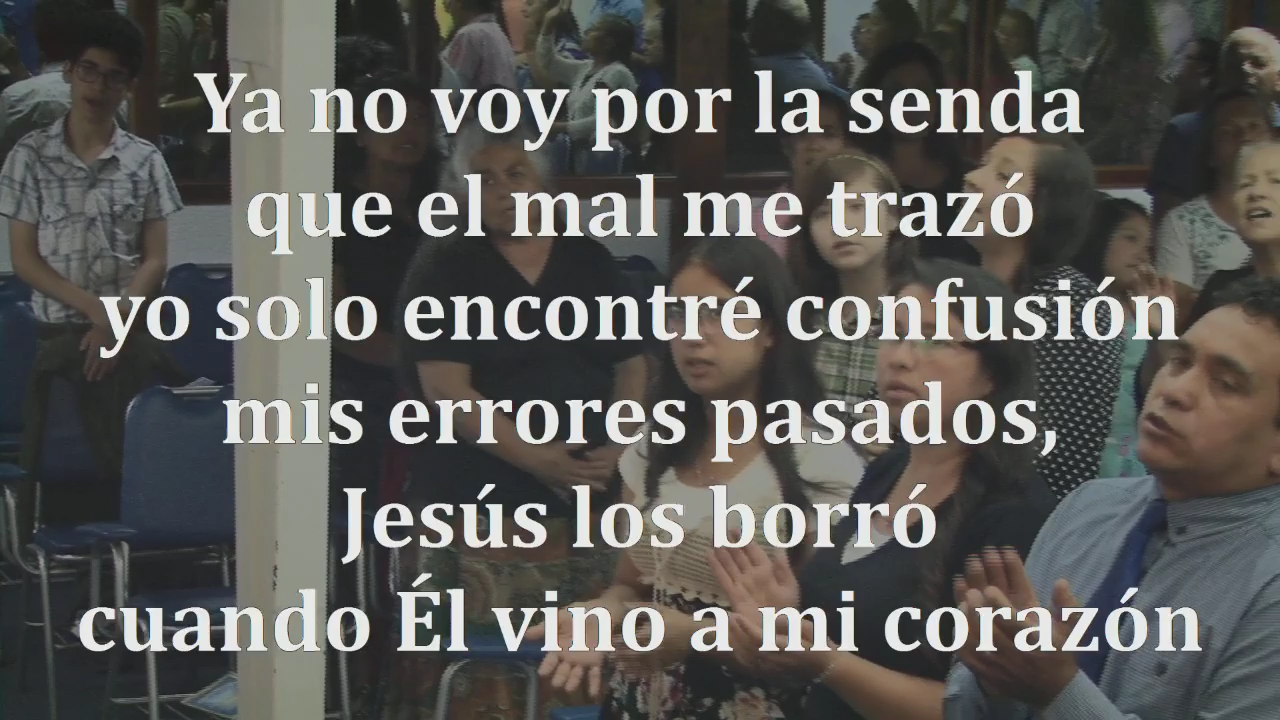 Ya no voy por la senda
que el mal me trazó
yo solo encontré confusión
mis errores pasados,
Jesús los borró
cuando Él vino a mi corazón